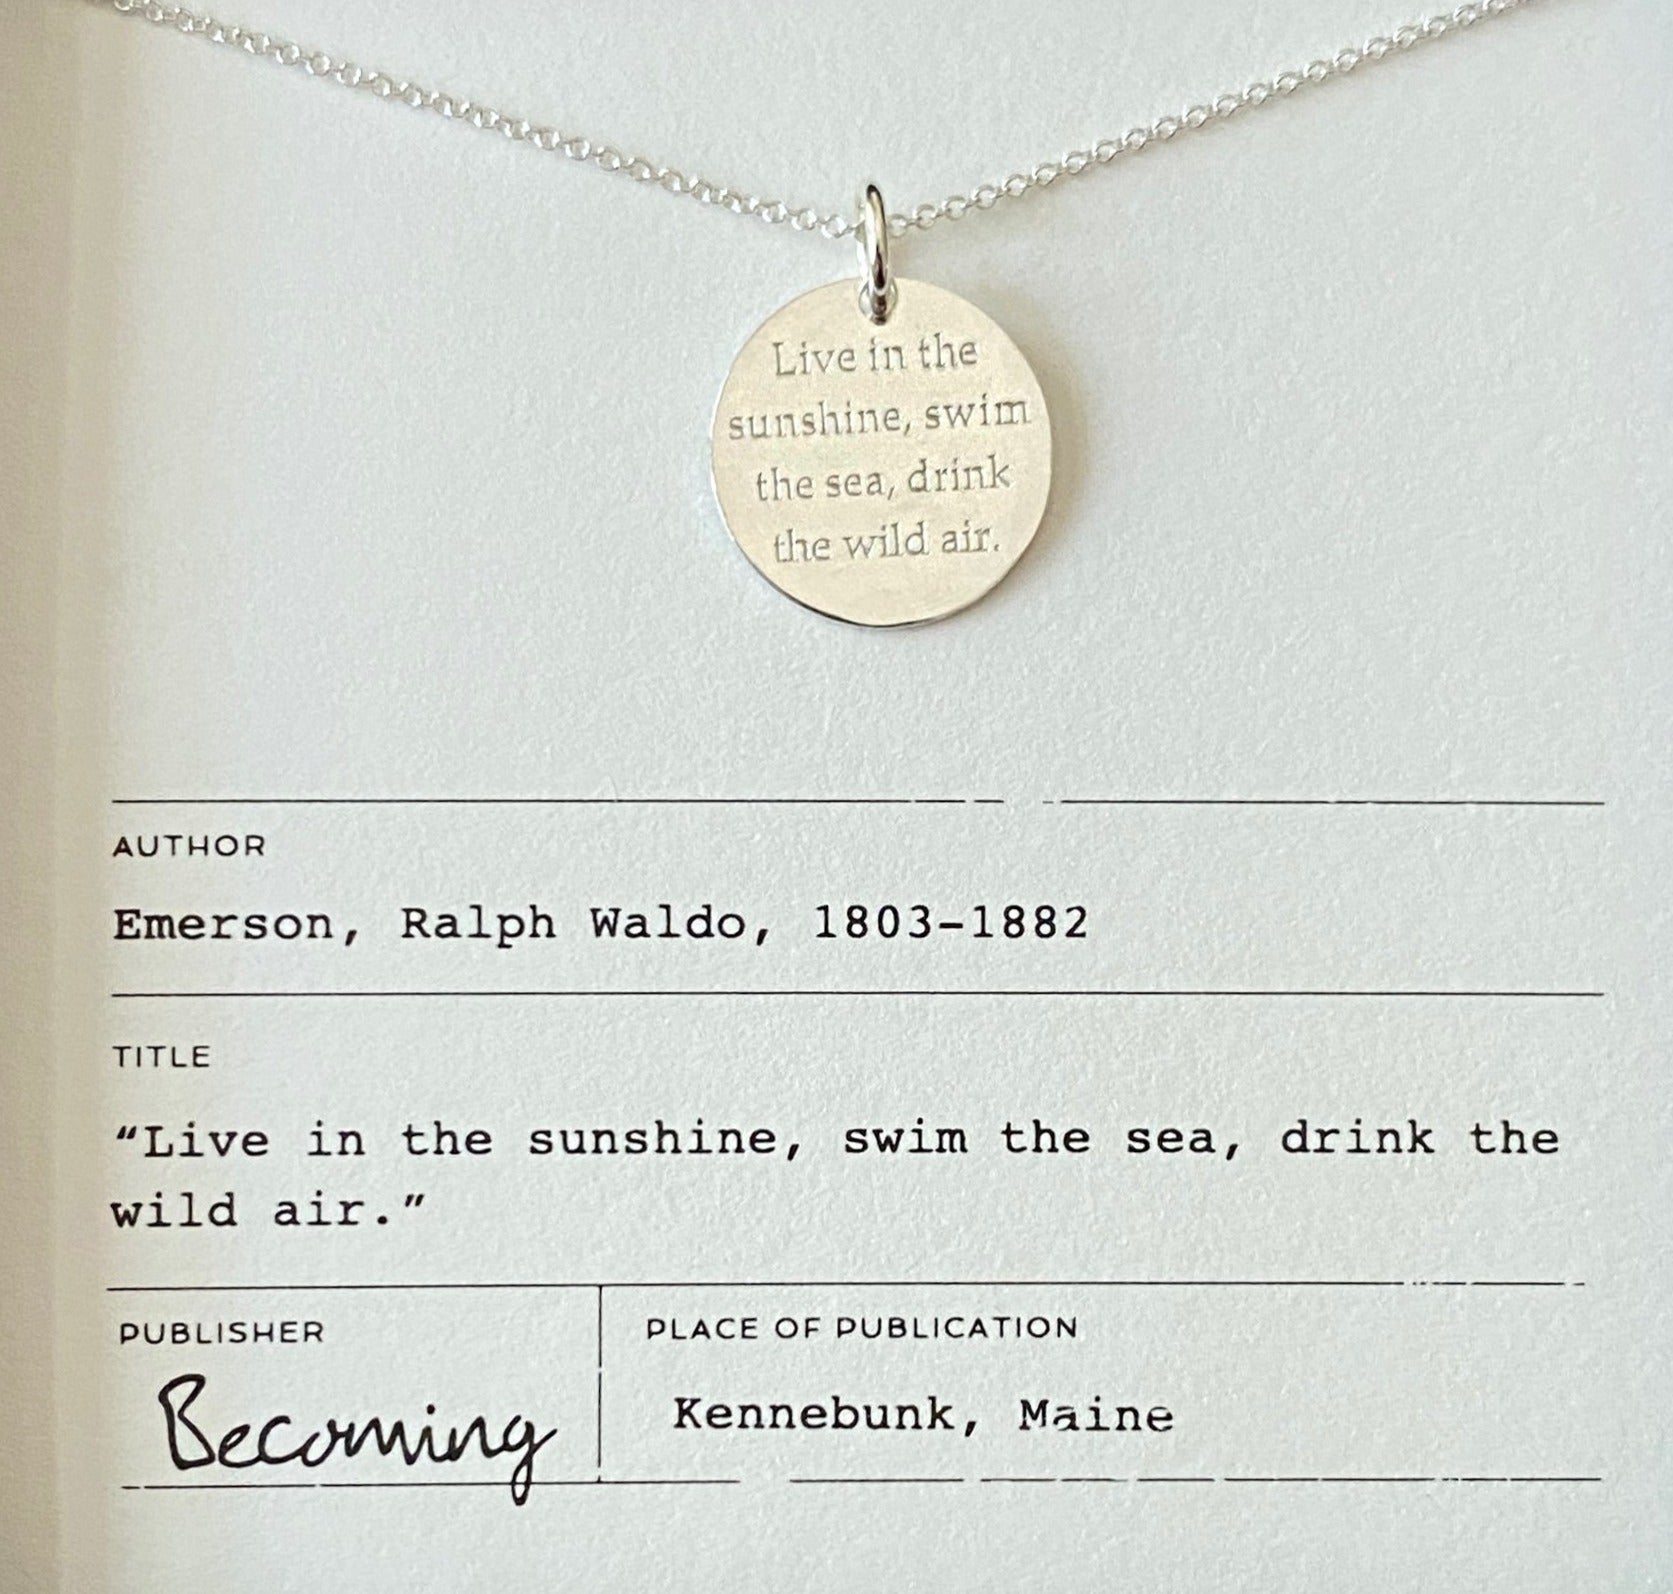 Live in the
sunshine, swim
the sea, drink
the wild air.
AUTHOR
Emerson, Ralph Waldo, 1803–1882
TITLE
“Live in the sunshine, swim the sea, drink the
wild air.”
PUBLISHER
Becoming
PLACE OF PUBLICATION
Kennebunk, Maine